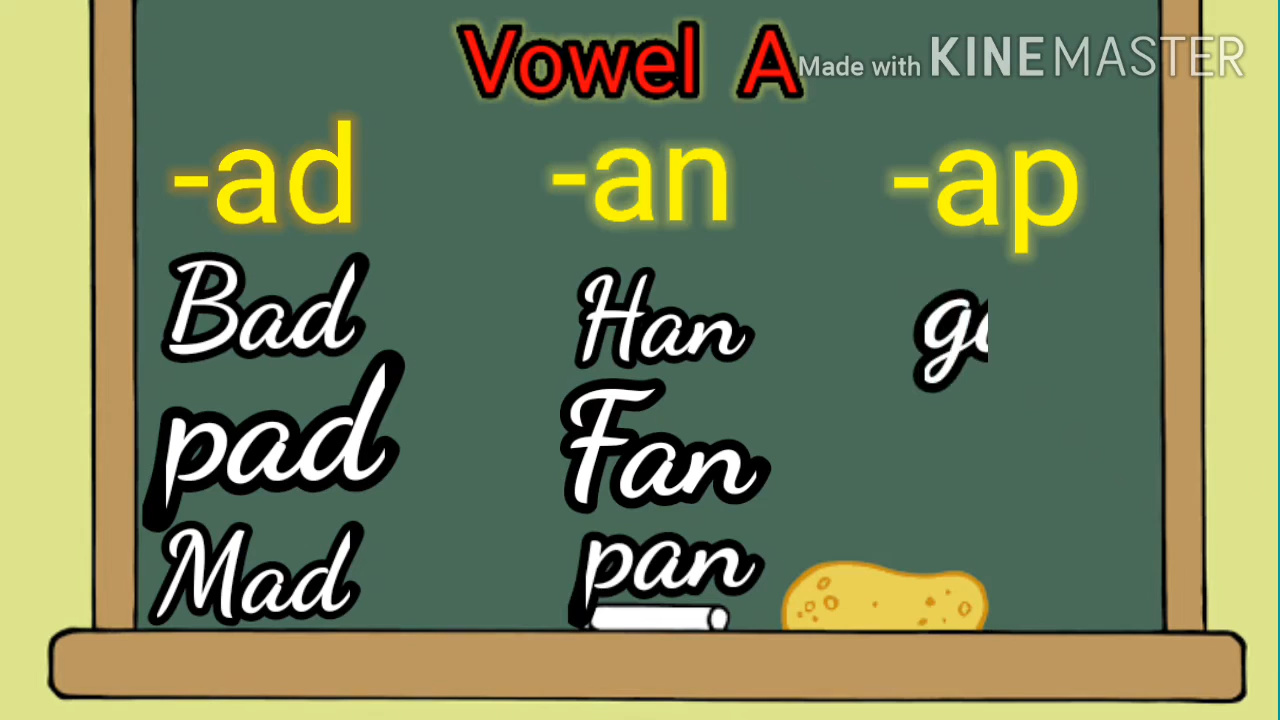 Vowel A
Made with KINEMASTER
-ad -an -ap
Bad Han
pad Fan
Mad pan